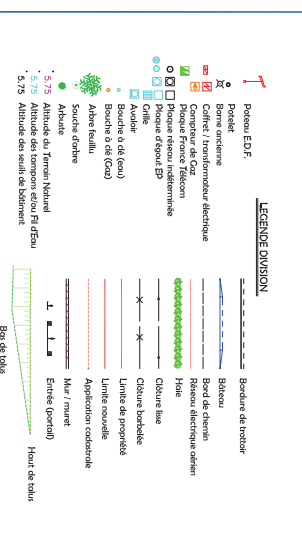 LEGENDE DIVISION
Poteau E.D.F.
Potelet
Borne ancienne
Coffret / transformateur électrique
Compteur de Gaz
Plaque France Télécom
Plaque réseau indéterminée
Plaque d'égout EP
Grille
Avaloir
Bouche à clé (eau)
Bouche à clé (Gaz)
Arbre feuillu
Souche d'arbre
Arbuste
5.75 Altitude du Terrain Naturel
5.75 Altitude des tampons et/ou Fil d'Eau
5.75 Altitude des seuils de bâtiment
Bordure de trottoir
Bâteau
Bord de chemin
Réseau électrique aérien
Haie
Clôture lisse
Clôture barbelée
Limite de propriété
Limite nouvelle
Application cadastrale
Mur / muret
Entrée (portail)
Haut de talus
Bas de talus